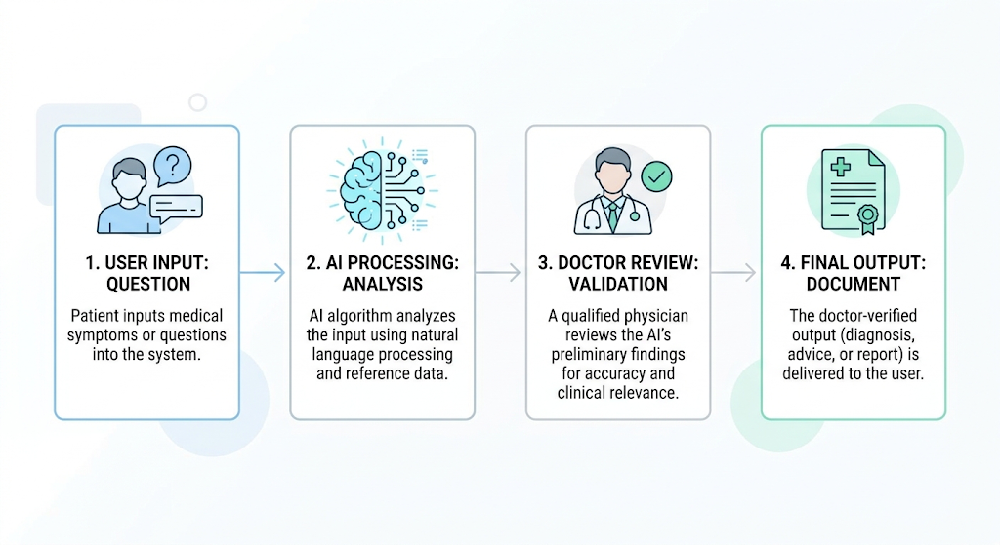 ?
1. USER INPUT:
QUESTION
Patient inputs medical
symptoms or questions
into the system.
2. AI PROCESSING:
ANALYSIS
AI algorithm analyzes
the input using natural
language processing
and reference data.
3. DOCTOR REVIEW:
VALIDATION
A qualified physician
reviews the AI's
preliminary findings
for accuracy and
clinical relevance.
4. FINAL OUTPUT:
DOCUMENT
The doctor-verified
output (diagnosis,
advice, or report) is
delivered to the user.